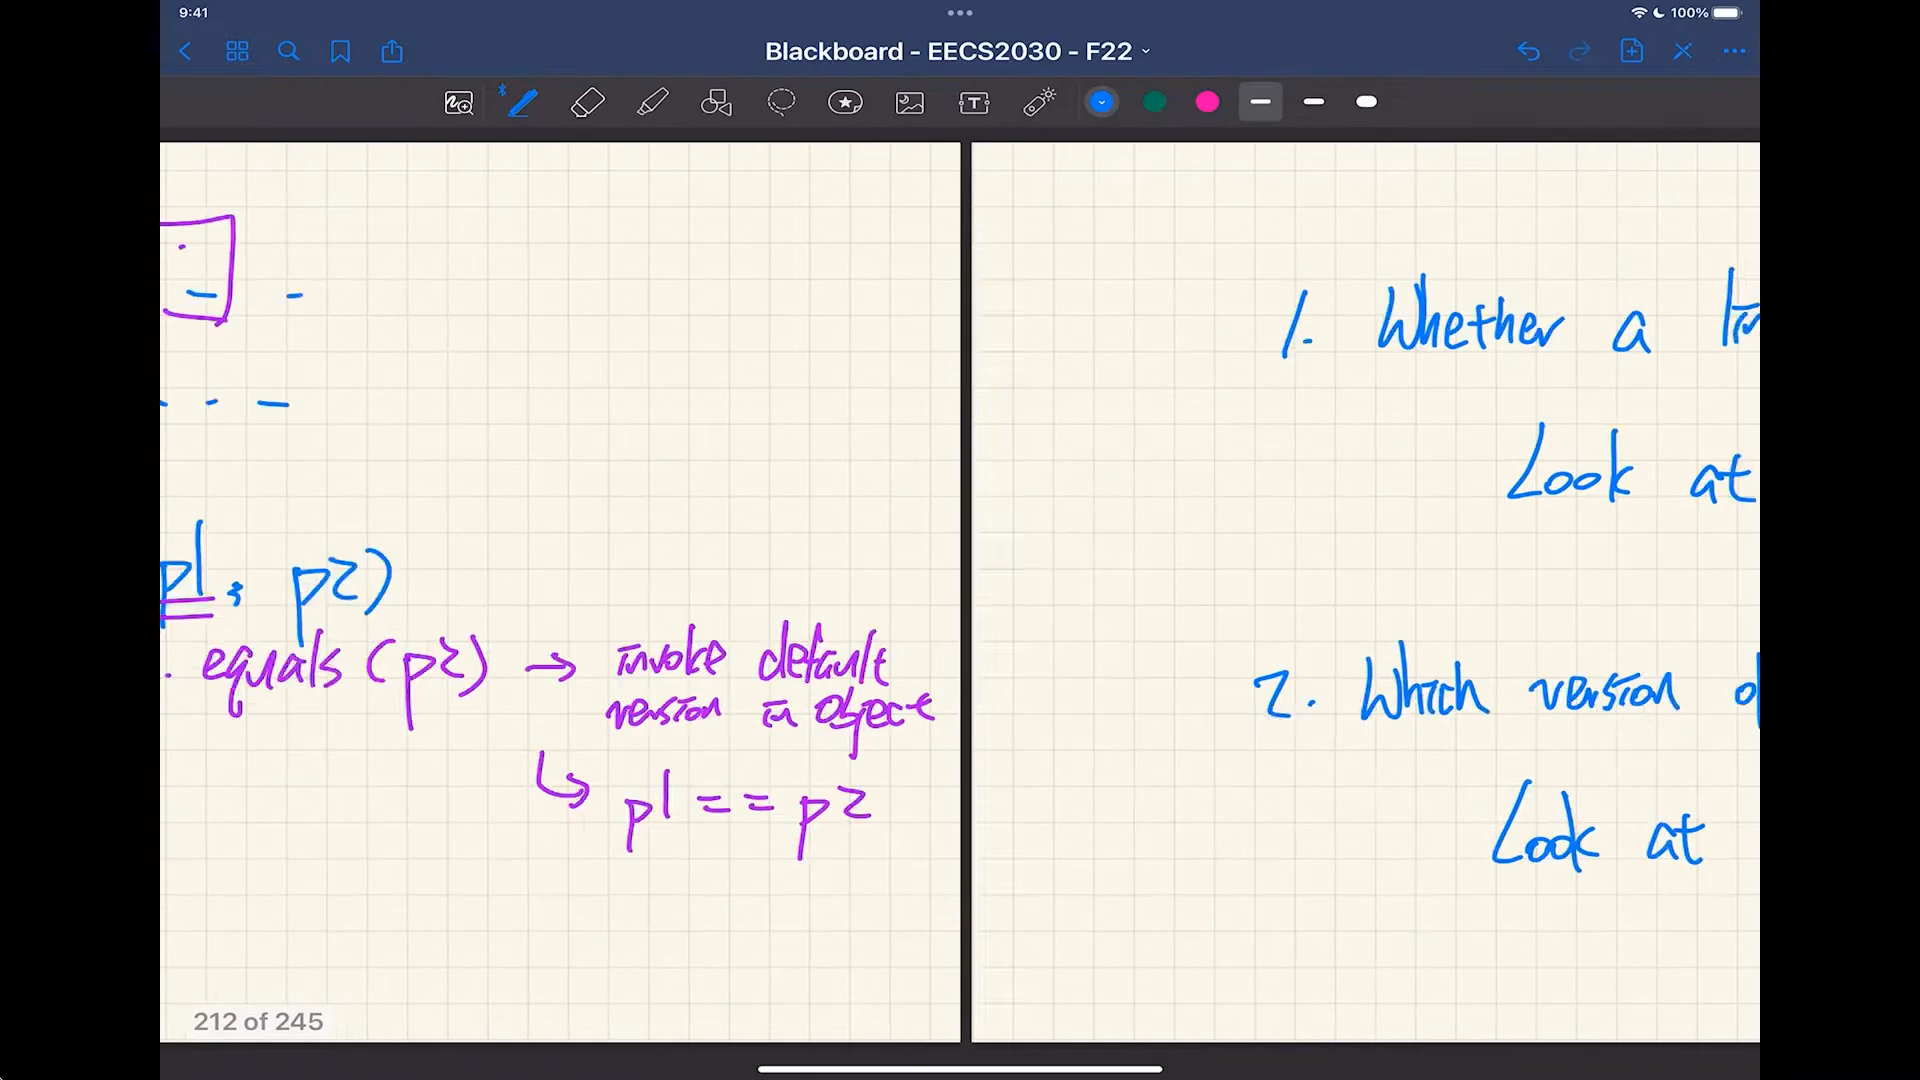 9:41
100%
Blackboard - EECS2030 - F22
p1, p2)
. equals (p2) → invoke default
version in object
↳ p1 == p2
212 of 245
1. Whether a
Look at
2. Which version
Look at